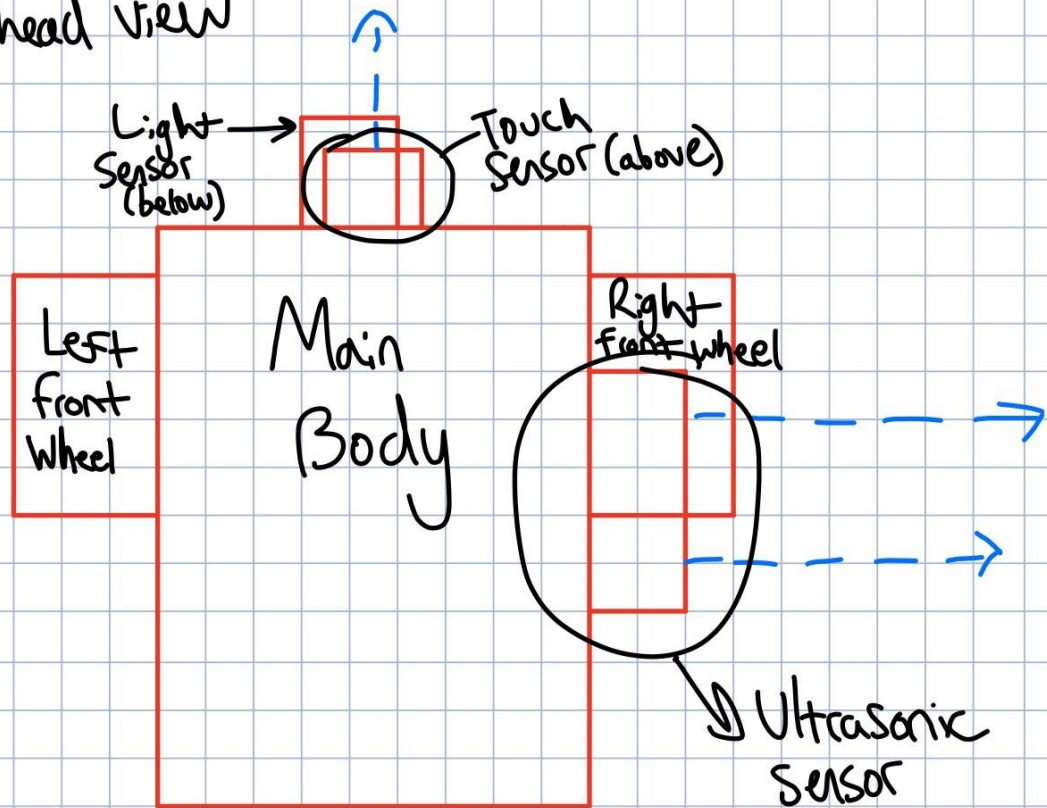 head view
Light
Sensor
(below)
Touch
Sensor (above)
Left
front
Wheel
Main
Body
Right
front wheel
Ultrasonic
Sensor